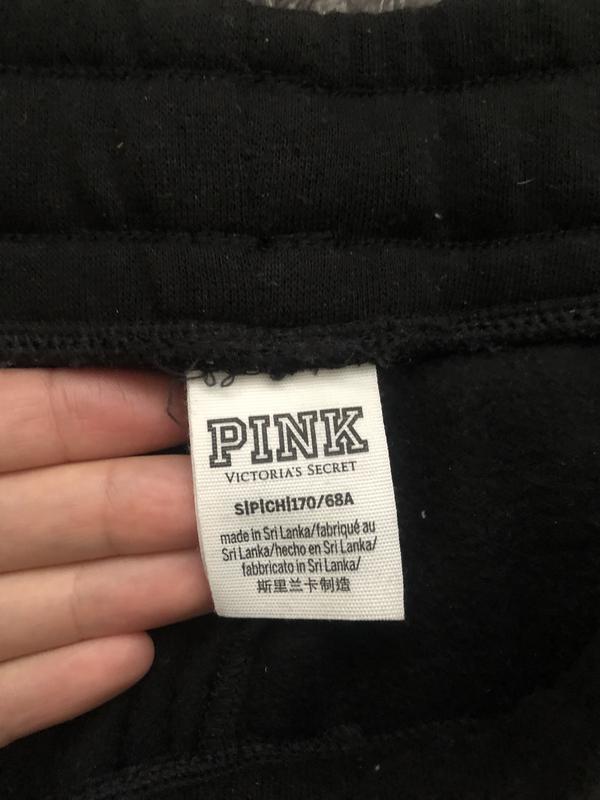 PINK
VICTORIA'S SECRET
S|P|CH|170/68A
made in Sri Lanka/fabriqué au
Sri Lanka/hecho en Sri Lanka/
fabbricato in Sri Lanka/
斯里兰卡制造